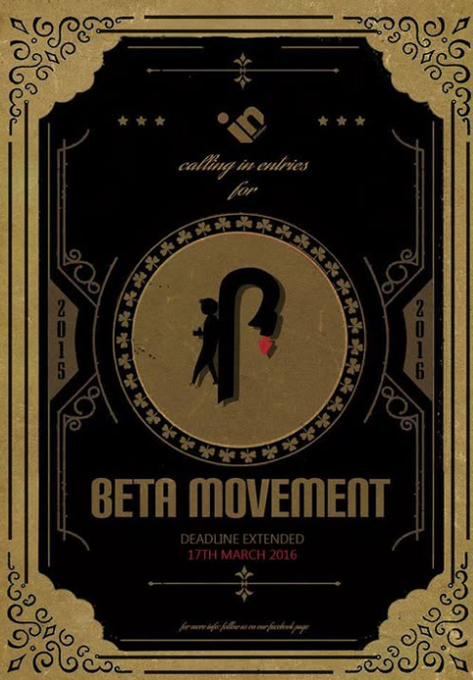 in
calling in entries
for
2015
2016
β
BETA MOVEMENT
DEADLINE EXTENDED
17TH MARCH 2016
for more info: follow us on our facebook page